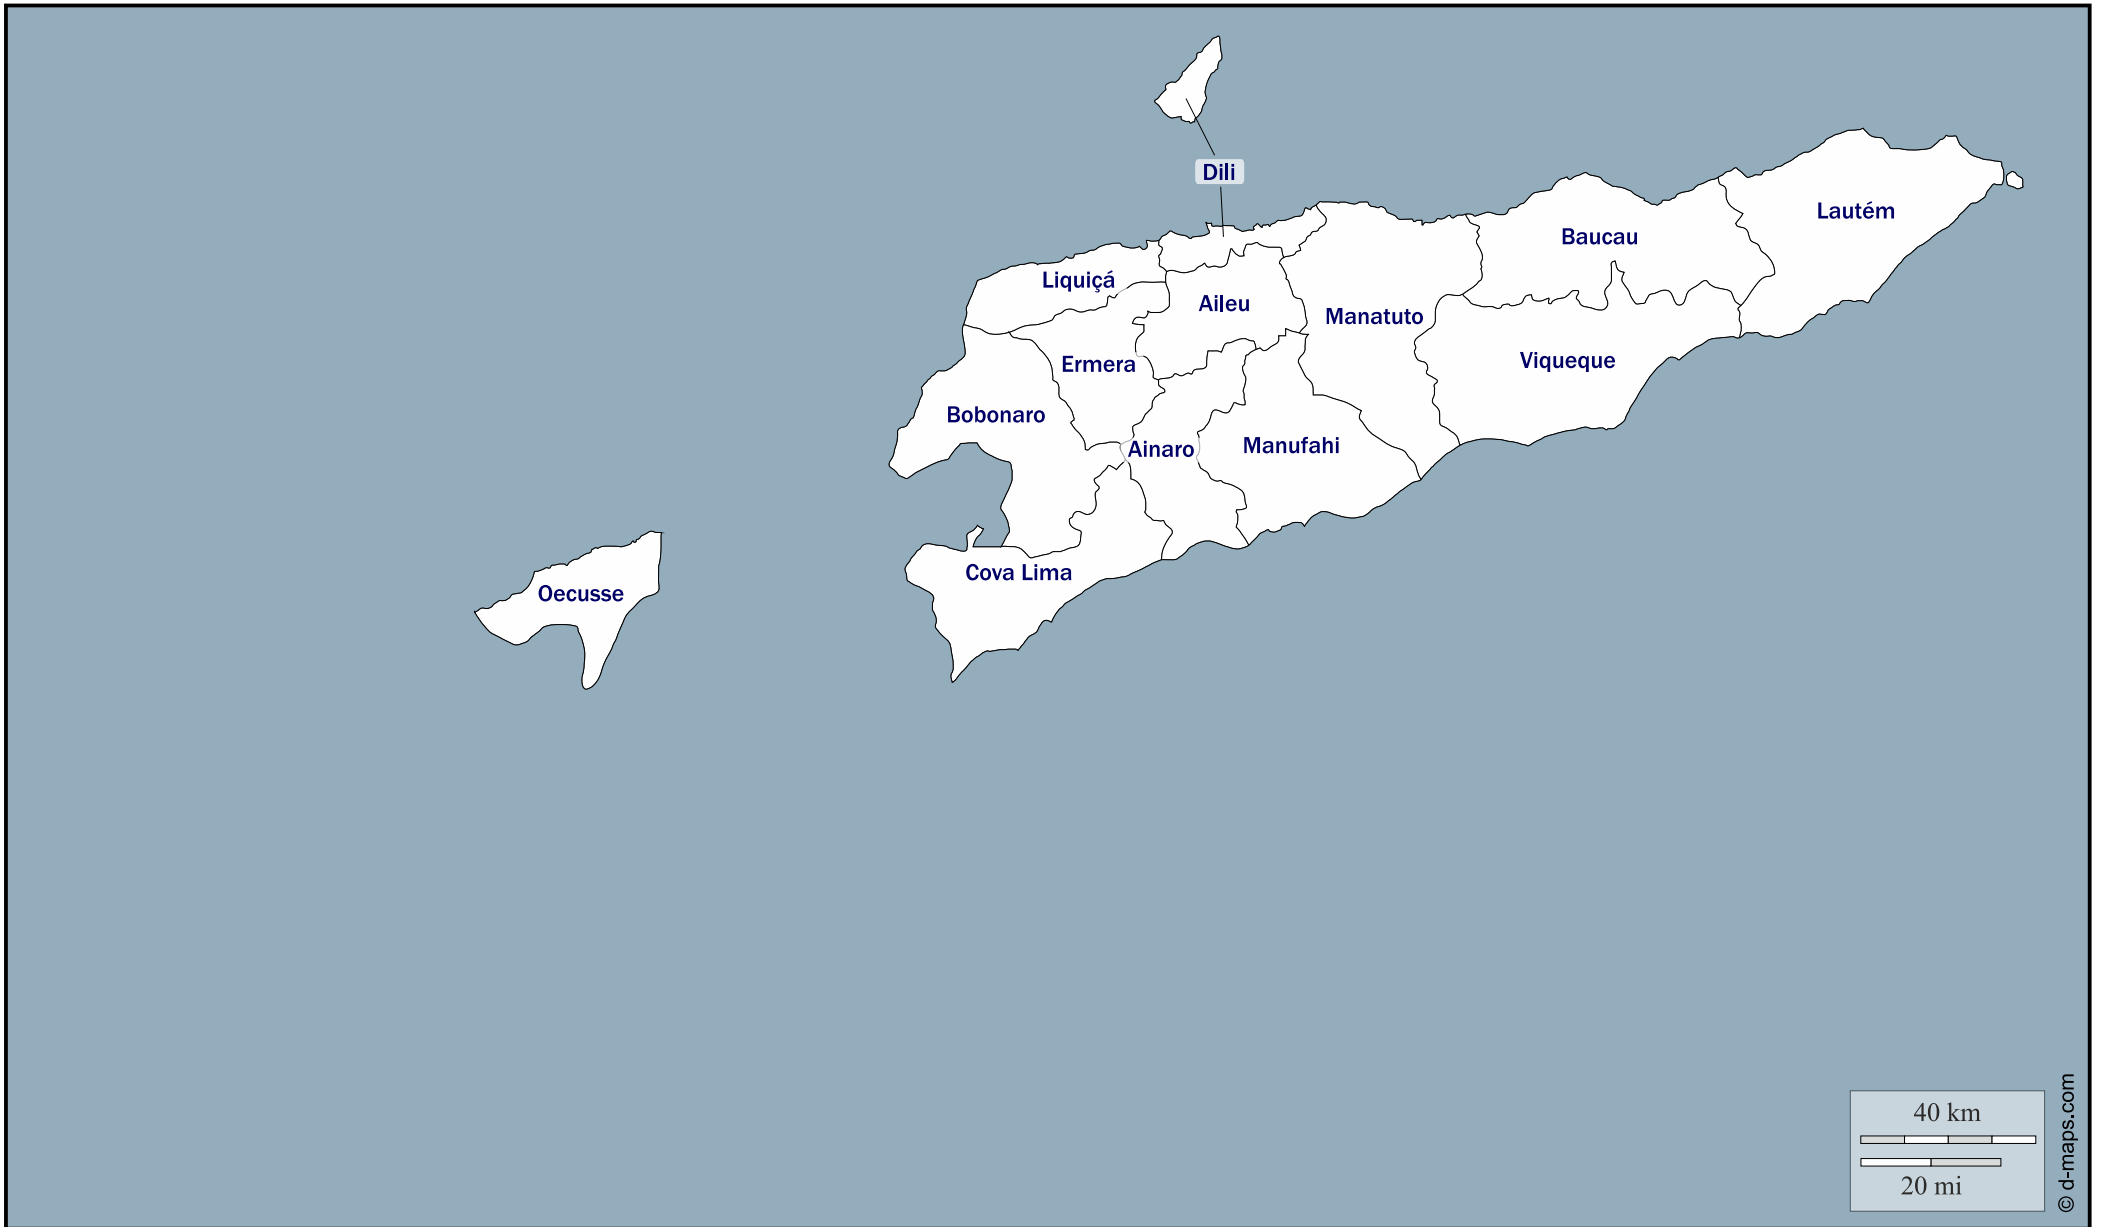 Dili
Lautém
Baucau
Liquiçá
Aileu
Manatuto
Ermera
Viqueque
Bobonaro
Ainaro
Manufahi
Cova Lima
Oecusse
40 km
20 mi
© d-maps.com